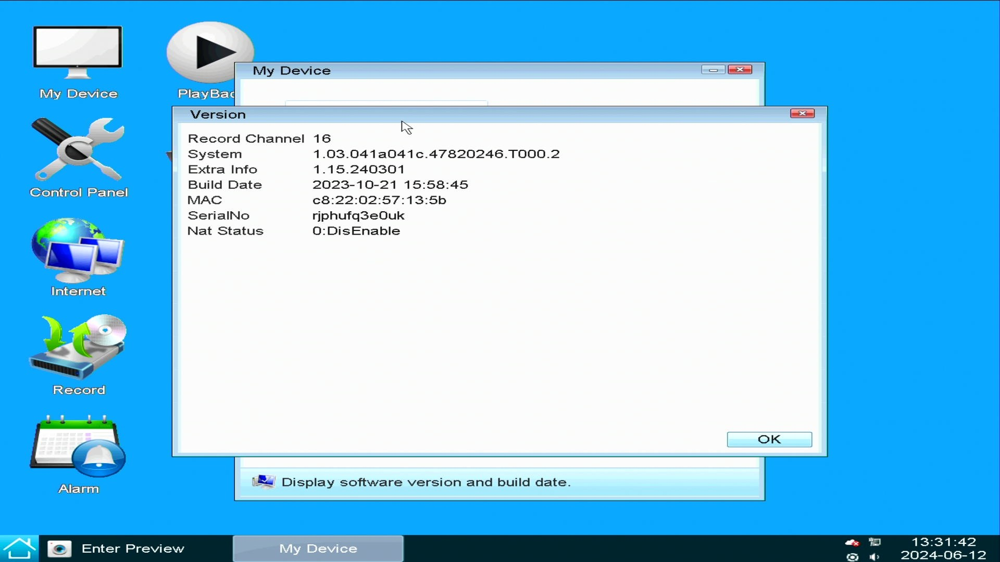 My Device
PlayBac
My Device
Version
Record Channel 16
System 1.03.041a041c.47820246.T000.2
Extra Info 1.15.240301
Build Date 2023-10-21 15:58:45
MAC c8:22:02:57:13:5b
SerialNo rjphufq3e0uk
Nat Status 0:DisEnable
Control Panel
Internet
Record
Alarm
OK
Display software version and build date.
Enter Preview
My Device
13:31:42
2024-06-12